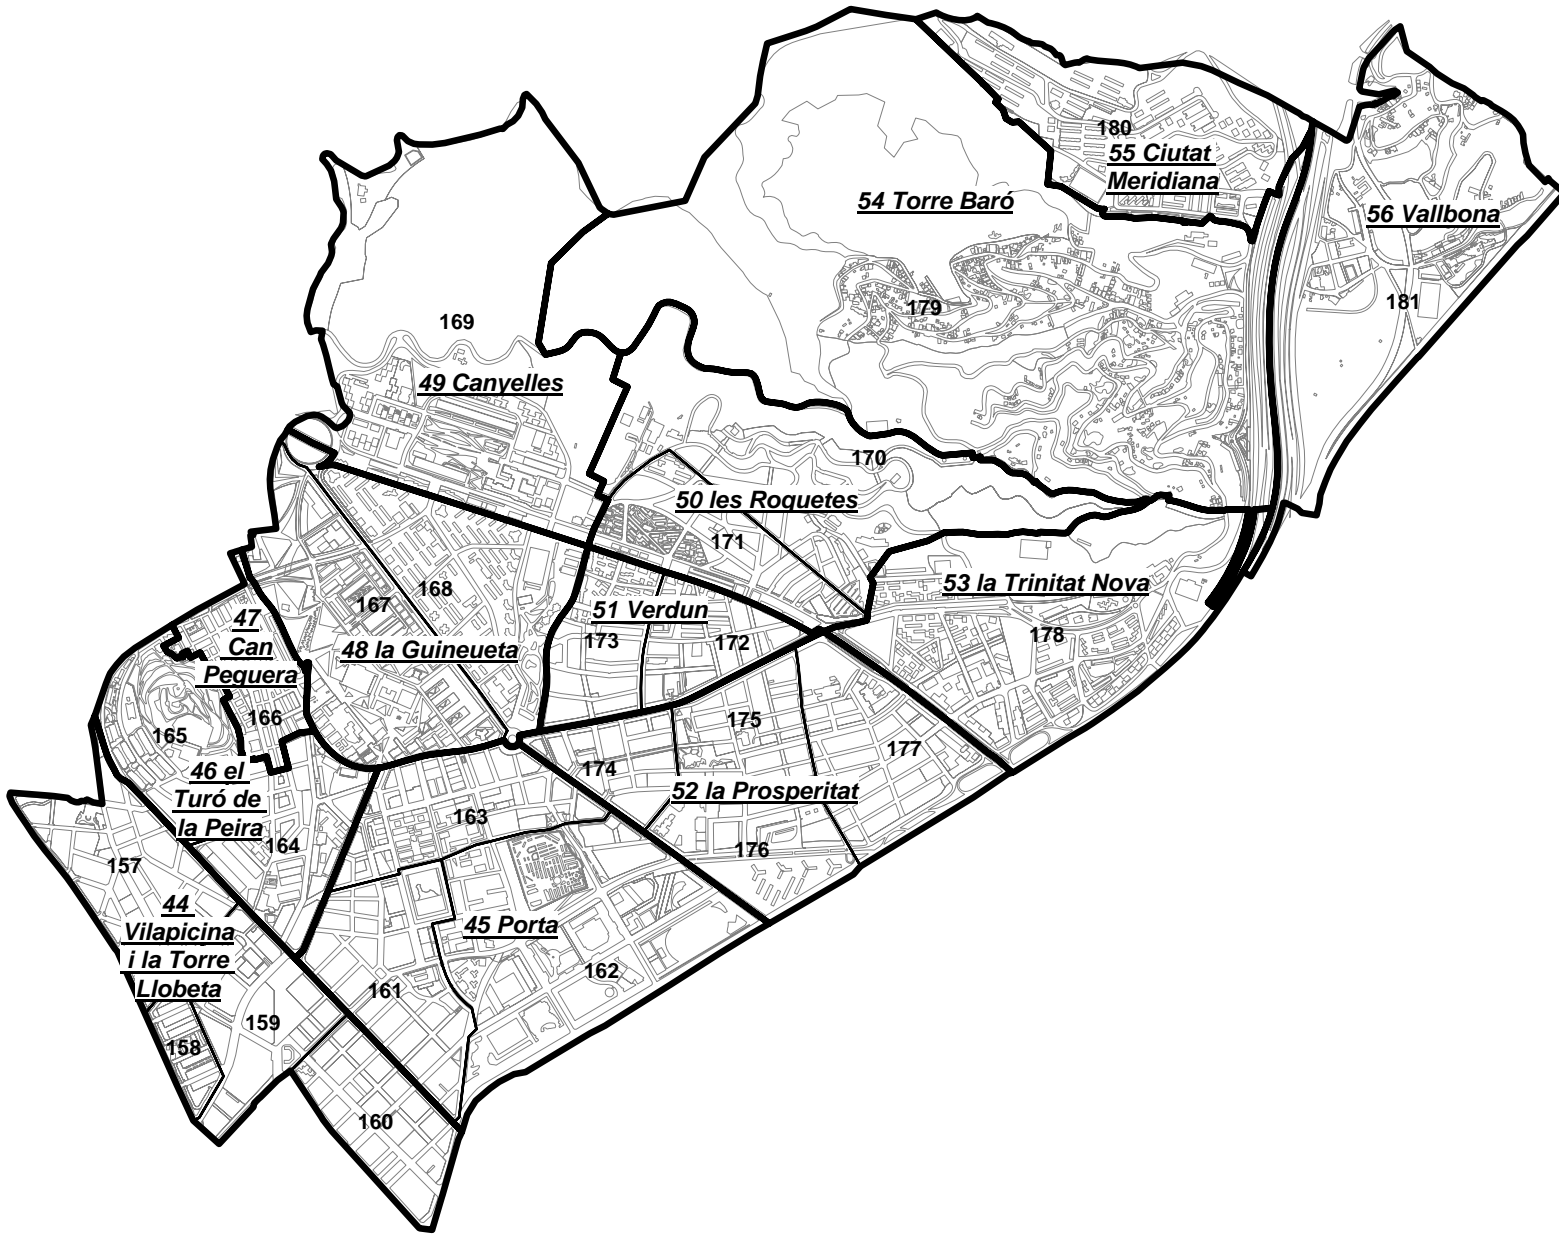 180
55 Ciutat
Meridiana
54 Torre Baró
56 Vallbona
179
181
169
49 Canyelles
170
50 les Roquetes
171
168
167
53 la Trinitat Nova
51 Verdun
173
172
178
47
Can
Peguera
48 la Guineueta
166
165
175
177
174
46 el
Turó de
la Peira
52 la Prosperitat
163
164
176
157
44
Vilapicina
i la Torre
Llobeta
45 Porta
162
161
159
158
160